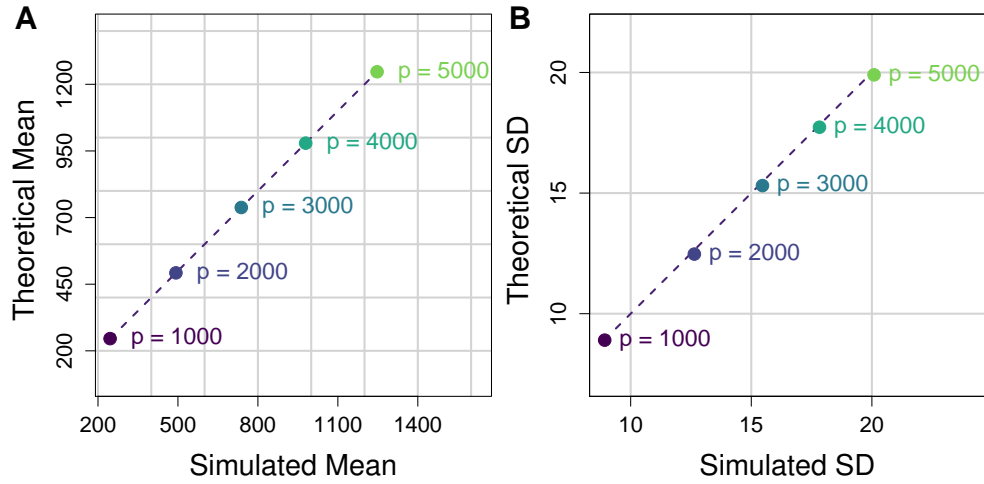 A
Theoretical Mean
1200
950
700
450
200
p = 5000
p = 4000
p = 3000
p = 2000
p = 1000
200 500 800 1100 1400
Simulated Mean
B
Theoretical SD
20
15
10
p = 5000
p = 4000
p = 3000
p = 2000
p = 1000
10 15 20
Simulated SD